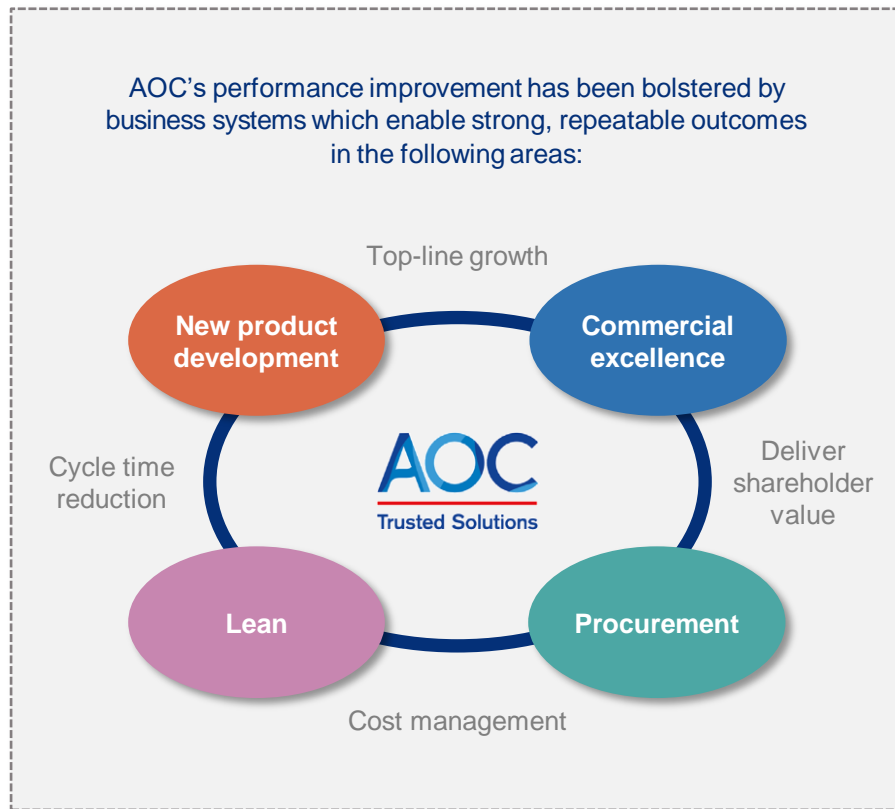 AOC’s performance improvement has been bolstered by
business systems which enable strong, repeatable outcomes
in the following areas:
Top-line growth
New product
development
Commercial
excellence
Cycle time
reduction
AOC
Trusted Solutions
Deliver
shareholder
value
Lean
Procurement
Cost management